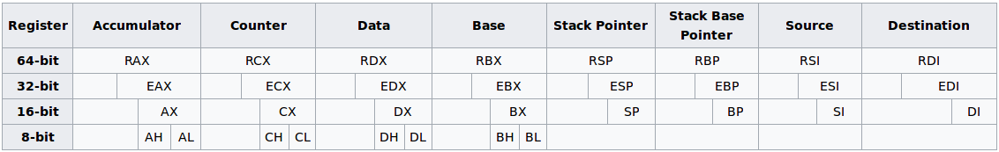 Register Accumulator Counter Data Base Stack Pointer Stack Base Pointer Source Destination
64-bit RAX RCX RDX RBX RSP RBP RSI RDI
32-bit EAX ECX EDX EBX ESP EBP ESI EDI
16-bit AX CX DX BX SP BP SI DI
8-bit AH AL CH CL DH DL BH BL